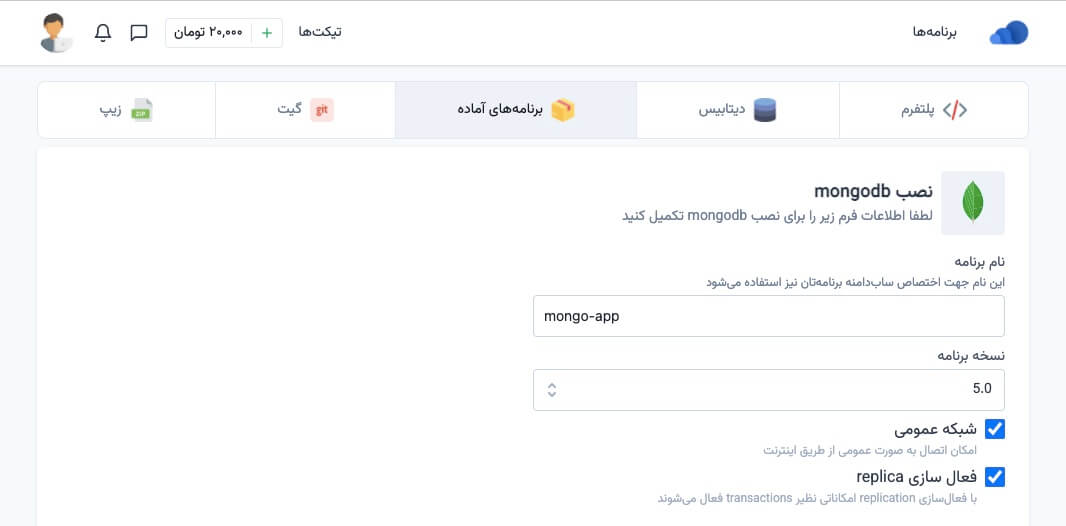 برنامه‌ها
تیکت‌ها
۲۰,۰۰۰ تومان +
پلتفرم
دیتابیس
برنامه‌های آماده
git گیت
ZIP زیپ
نصب mongodb
لطفا اطلاعات فرم زیر را برای نصب mongodb تکمیل کنید
نام برنامه
این نام جهت اختصاص ساب‌دامنه برنامه‌تان نیز استفاده می‌شود
mongo-app
نسخه برنامه
5.0
شبکه عمومی
امکان اتصال به صورت عمومی از طریق اینترنت
فعال سازی replica
با فعال‌سازی replication امکاناتی نظیر transactions فعال می‌شوند